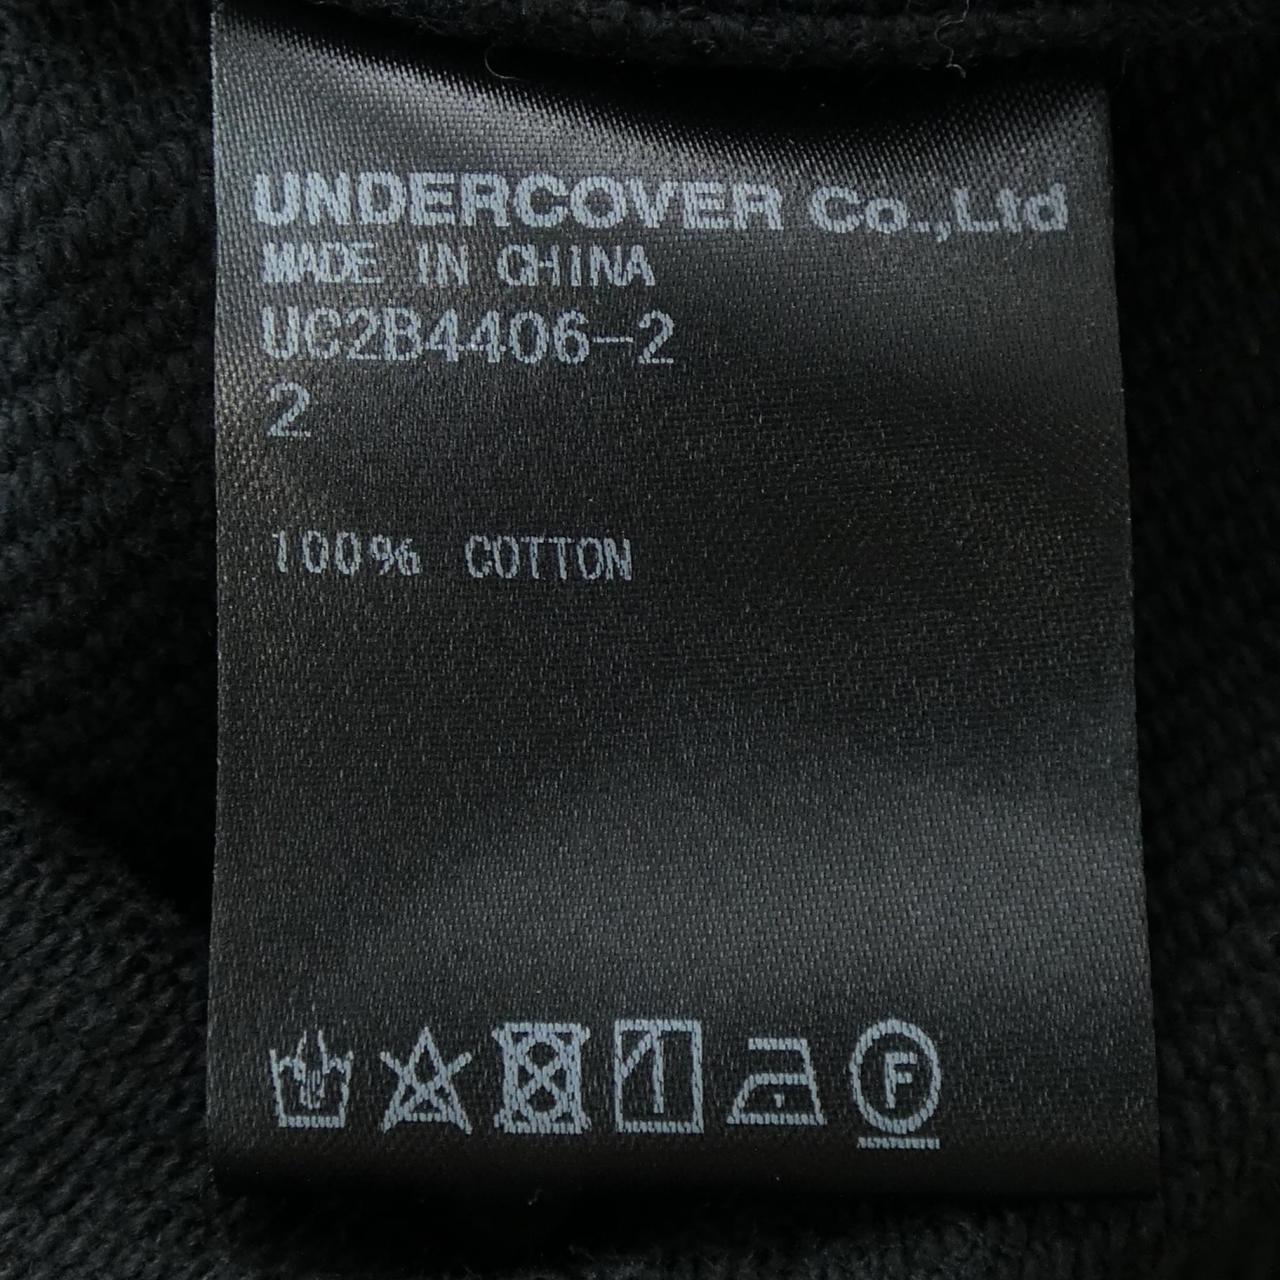 UNDERCOVER Co.,Ltd
MADE IN CHINA
UC2B4406-2
2
100% COTTON
F